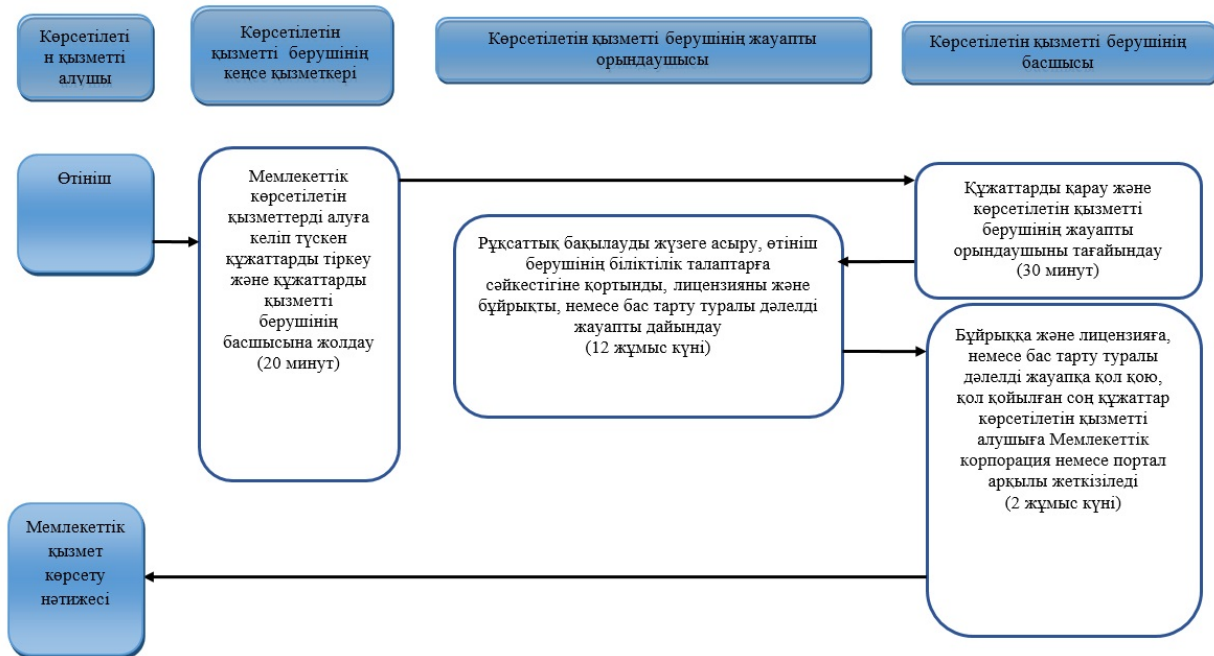 Көрсетілеті
н қызметті
алушы
Көрсетілетін
қызметті берушінің
кеңсе қызметкері
Көрсетілетін қызметті берушінің жауапты
орындаушысы
Көрсетілетін қызметті берушінің
басшысы
Өтініш
Мемлекеттік
көрсетілетін
қызметтерді алуға
келіп түскен
құжаттарды тіркеу
және құжаттарды
қызметті
берушінің
басшысына жолдау
(20 минут)
Құжаттарды қарау және
көрсетілетін қызметті
берушінің жауапты
орындаушыны тағайындау
(30 минут)
Рұқсаттық бақылауды жүзеге асыру, өтініш
берушінің біліктілік талаптарға
сәйкестігіне қортынды, лицензияны және
бұйрықты, немесе бас тарту туралы дәлелді
жауапты дайындау
(12 жұмыс күні)
Бұйрыққа және лицензияға,
немесе бас тарту туралы
дәлелді жауапқа қол қою,
қол қойылған соң құжаттар
көрсетілетін қызметті
алушыға Мемлекеттік
корпорация немесе портал
арқылы жеткізіледі
(2 жұмыс күні)
Мемлекеттік
қызмет
көрсету
нәтижесі